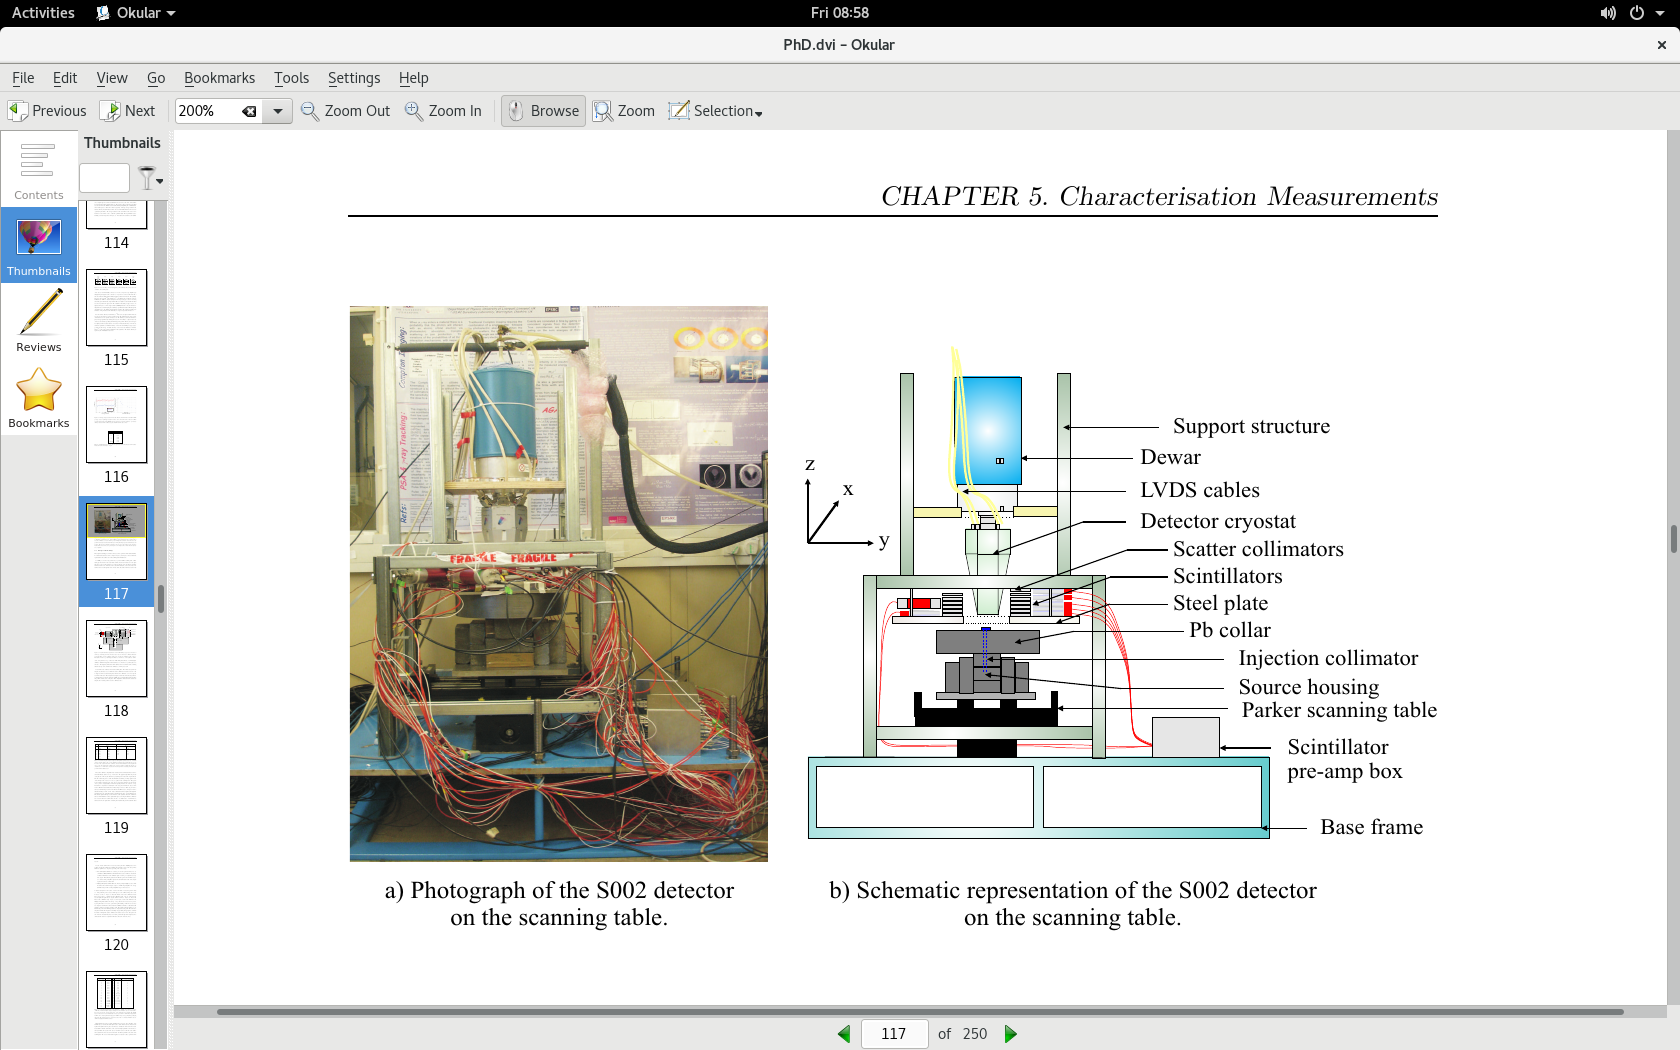 Activities Okular Fri 08:58
PhD.dvi – Okular
File Edit View Go Bookmarks Tools Settings Help
Previous Next 200% Zoom Out Zoom In Browse Zoom Selection
Contents
Thumbnails
Reviews
Bookmarks
Thumbnails
114
115
116
117
118
119
120
CHAPTER 5. Characterisation Measurements
FRAGILE FRAGILE
z
x
y
Support structure
Dewar
LVDS cables
Detector cryostat
Scatter collimators
Scintillators
Steel plate
Pb collar
Injection collimator
Source housing
Parker scanning table
Scintillator
pre-amp box
Base frame
a) Photograph of the S002 detector
on the scanning table.
b) Schematic representation of the S002 detector
on the scanning table.
117 of 250